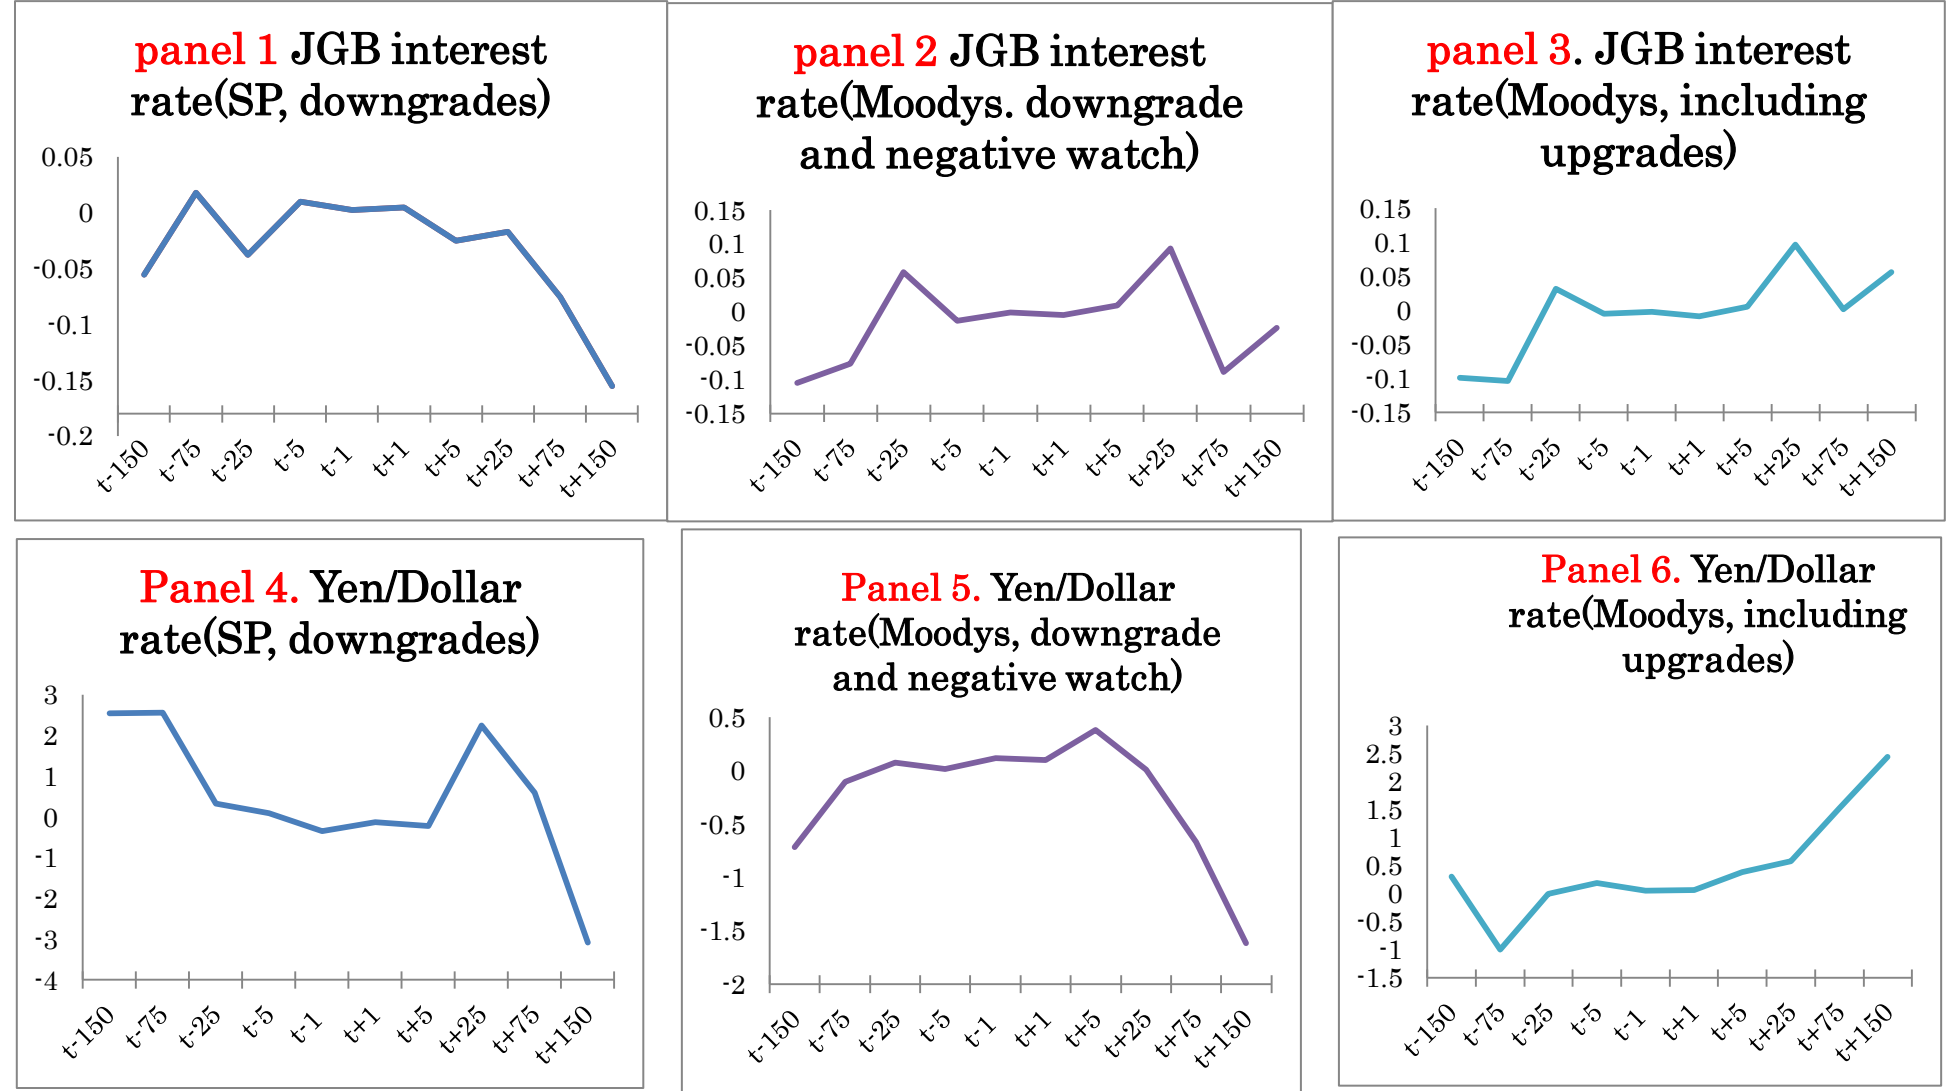 panel 1 JGB interest
rate(SP, downgrades)
0.05
0
-0.05
-0.1
-0.15
-0.2
t-150
t-75
t-25
t-5
t-1
t+1
t+5
t+25
t+75
t+150
panel 2 JGB interest
rate(Moodys. downgrade
and negative watch)
0.15
0.1
0.05
0
-0.05
-0.1
-0.15
t-150
t-75
t-25
t-5
t-1
t+1
t+5
t+25
t+75
t+150
panel 3. JGB interest
rate(Moodys, including
upgrades)
0.15
0.1
0.05
0
-0.05
-0.1
-0.15
t-150
t-75
t-25
t-5
t-1
t+1
t+5
t+25
t+75
t+150
Panel 4. Yen/Dollar
rate(SP, downgrades)
3
2
1
0
-1
-2
-3
-4
t-150
t-75
t-25
t-5
t-1
t+1
t+5
t+25
t+75
t+150
Panel 5. Yen/Dollar
rate(Moodys, downgrade
and negative watch)
0.5
0
-0.5
-1
-1.5
-2
t-150
t-75
t-25
t-5
t-1
t+1
t+5
t+25
t+75
t+150
Panel 6. Yen/Dollar
rate(Moodys, including
upgrades)
3
2.5
2
1.5
1
0.5
0
-0.5
-1
-1.5
t-150
t-75
t-25
t-5
t-1
t+1
t+5
t+25
t+75
t+150